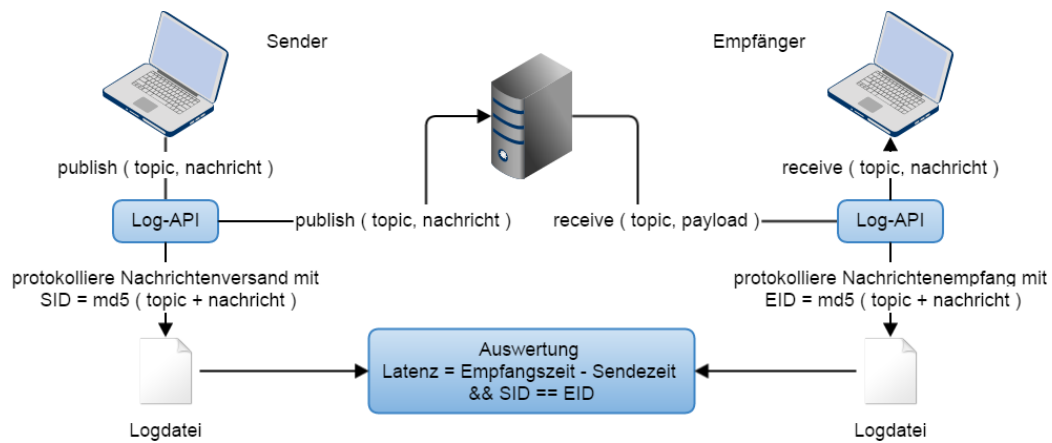 Sender
Empfänger
publish ( topic, nachricht )
receive ( topic, nachricht )
Log-API
publish ( topic, nachricht )
receive ( topic, payload )
Log-API
protokolliere Nachrichtenversand mit
SID = md5 ( topic + nachricht )
protokolliere Nachrichtenempfang mit
EID = md5 ( topic + nachricht )
Auswertung
Latenz = Empfangszeit - Sendezeit
&& SID == EID
Logdatei
Logdatei